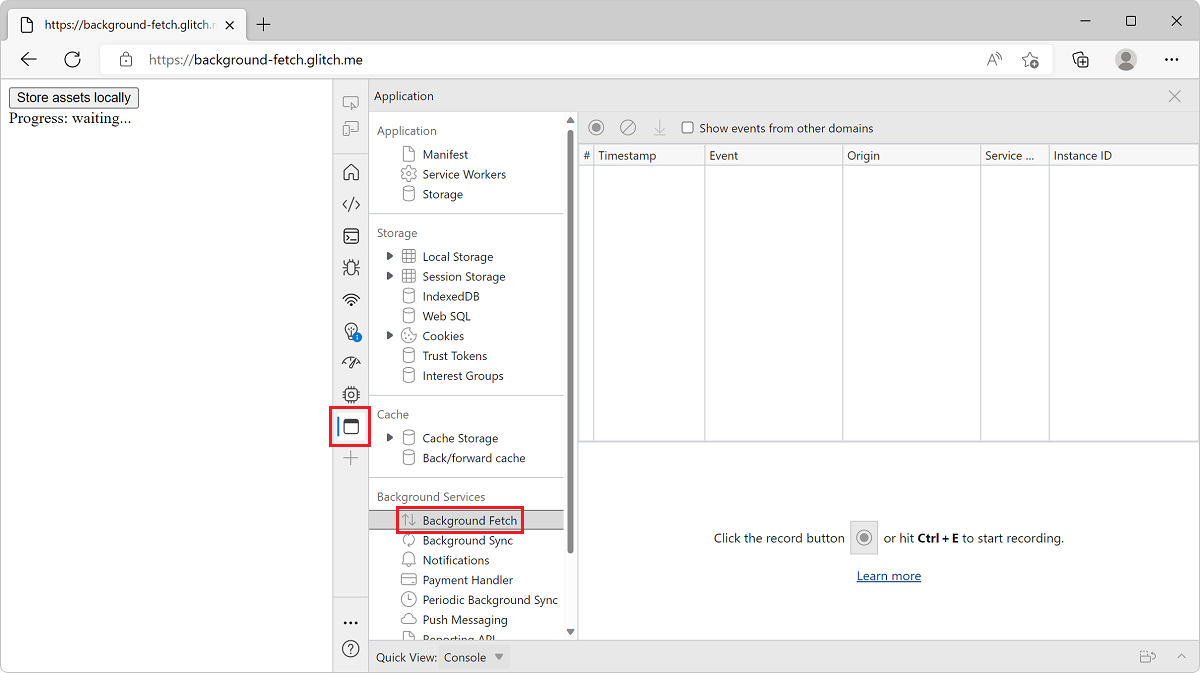 https://background-fetch.glitch.m
https://background-fetch.glitch.me
Store assets locally
Progress: waiting...
Application
Application
Manifest
Service Workers
Storage
Storage
Local Storage
Session Storage
IndexedDB
Web SQL
Cookies
Trust Tokens
Interest Groups
Cache
Cache Storage
Back/forward cache
Background Services
Background Fetch
Background Sync
Notifications
Payment Handler
Periodic Background Sync
Push Messaging
Reporting API
Show events from other domains
# Timestamp Event Origin Service ... Instance ID
Click the record button or hit Ctrl + E to start recording.
Learn more
Quick View: Console